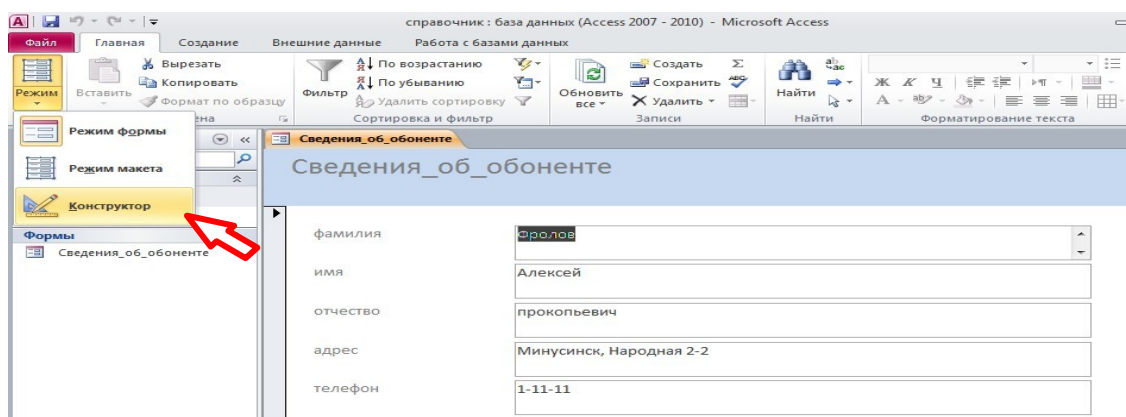 справочник : база данных (Access 2007 - 2010) - Microsoft Access
Файл Главная Создание Внешние данные Работа с базами данных
Режим
Вставить
Вырезать
Копировать
Формат по образцу
Фильтр
По возрастанию
По убыванию
Удалить сортировку
Сортировка и фильтр
Обновить все
Создать
Сохранить
Удалить
Записи
Найти
Найти
Ж К Ч
А
Форматирование текста
Режим формы
Режим макета
Конструктор
Формы
Сведения_об_обоненте
Сведения_об_обоненте
Сведения_об_обоненте
фамилия Фролов
имя Алексей
отчество прокопьевич
адрес Минусинск, Народная 2-2
телефон 1-11-11